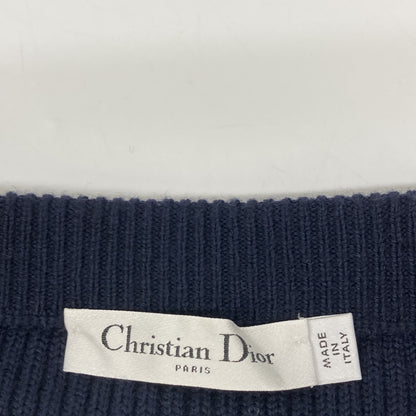 Christian Dior
PARIS
MADE
IN
ITALY